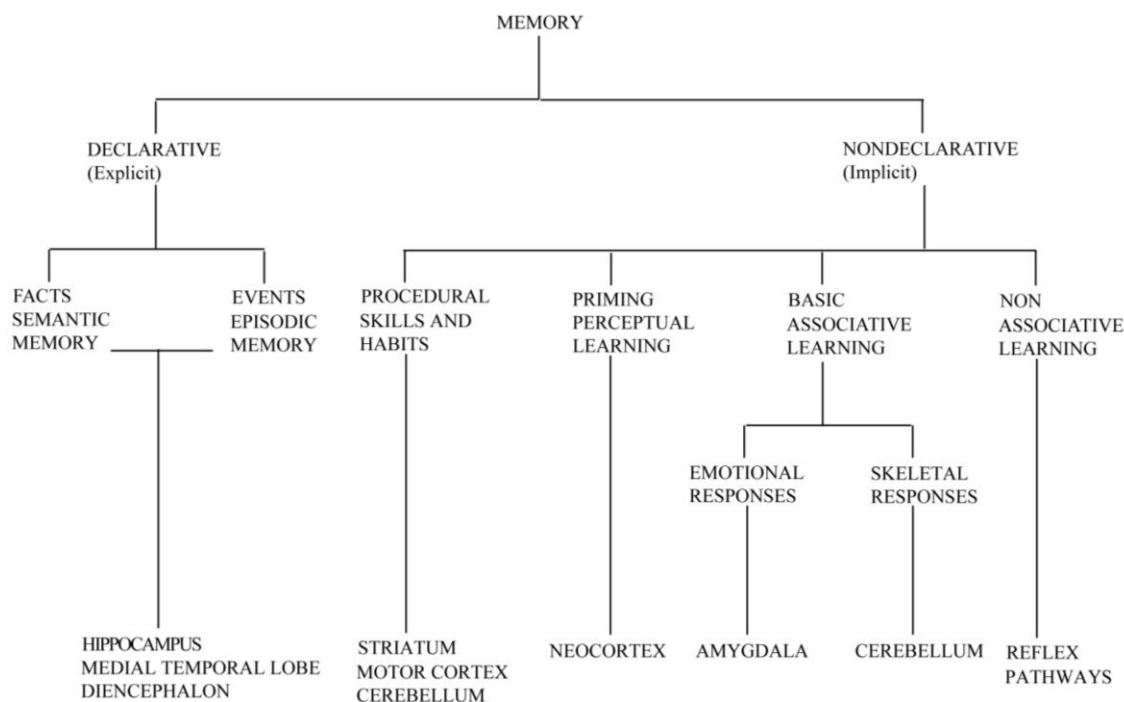 MEMORY
DECLARATIVE
(Explicit)
NONDECLARATIVE
(Implicit)
FACTS
SEMANTIC
MEMORY
EVENTS
EPISODIC
MEMORY
PROCEDURAL
SKILLS AND
HABITS
PRIMING
PERCEPTUAL
LEARNING
BASIC
ASSOCIATIVE
LEARNING
NON
ASSOCIATIVE
LEARNING
EMOTIONAL
RESPONSES
SKELETAL
RESPONSES
HIPPOCAMPUS
MEDIAL TEMPORAL LOBE
DIENCEPHALON
STRIATUM
MOTOR CORTEX
CEREBELLUM
NEOCORTEX
AMYGDALA
CEREBELLUM
REFLEX
PATHWAYS